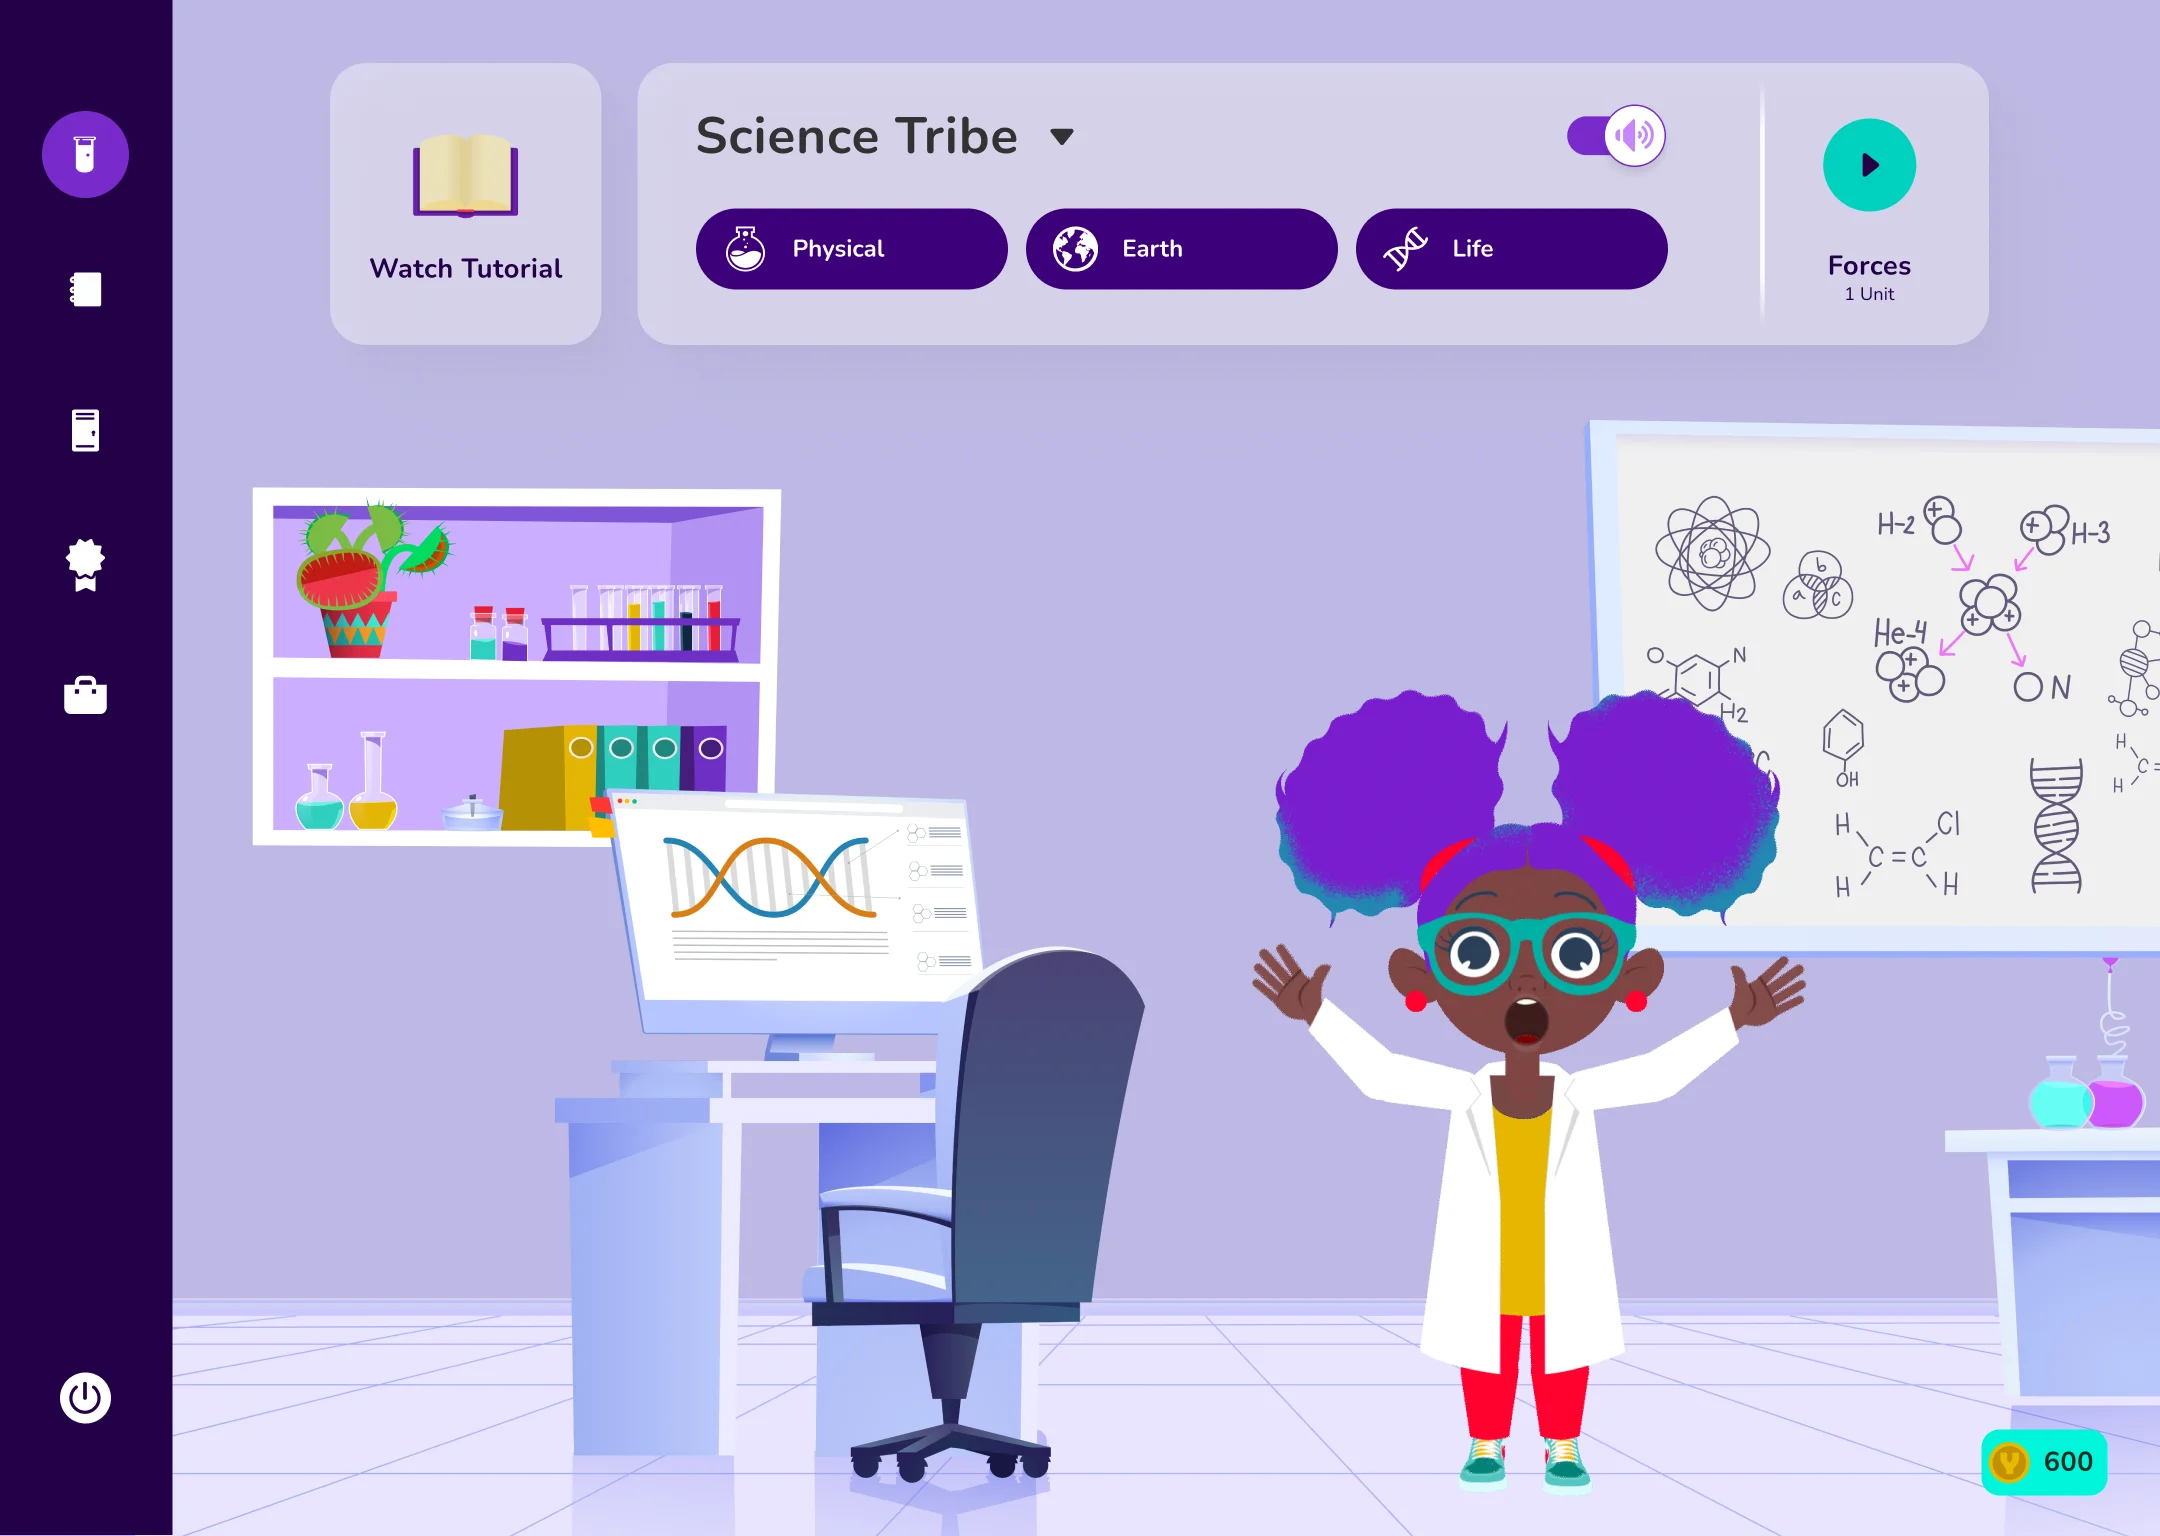 Science Tribe
Watch Tutorial
Physical
Earth
Life
Forces
1 Unit
H-2
+
+
H-3
b
a
c
+
+
He-4
+
+
N
O
N
H2
C
OH
H
C
H
H
Cl
C=C
H
H
600